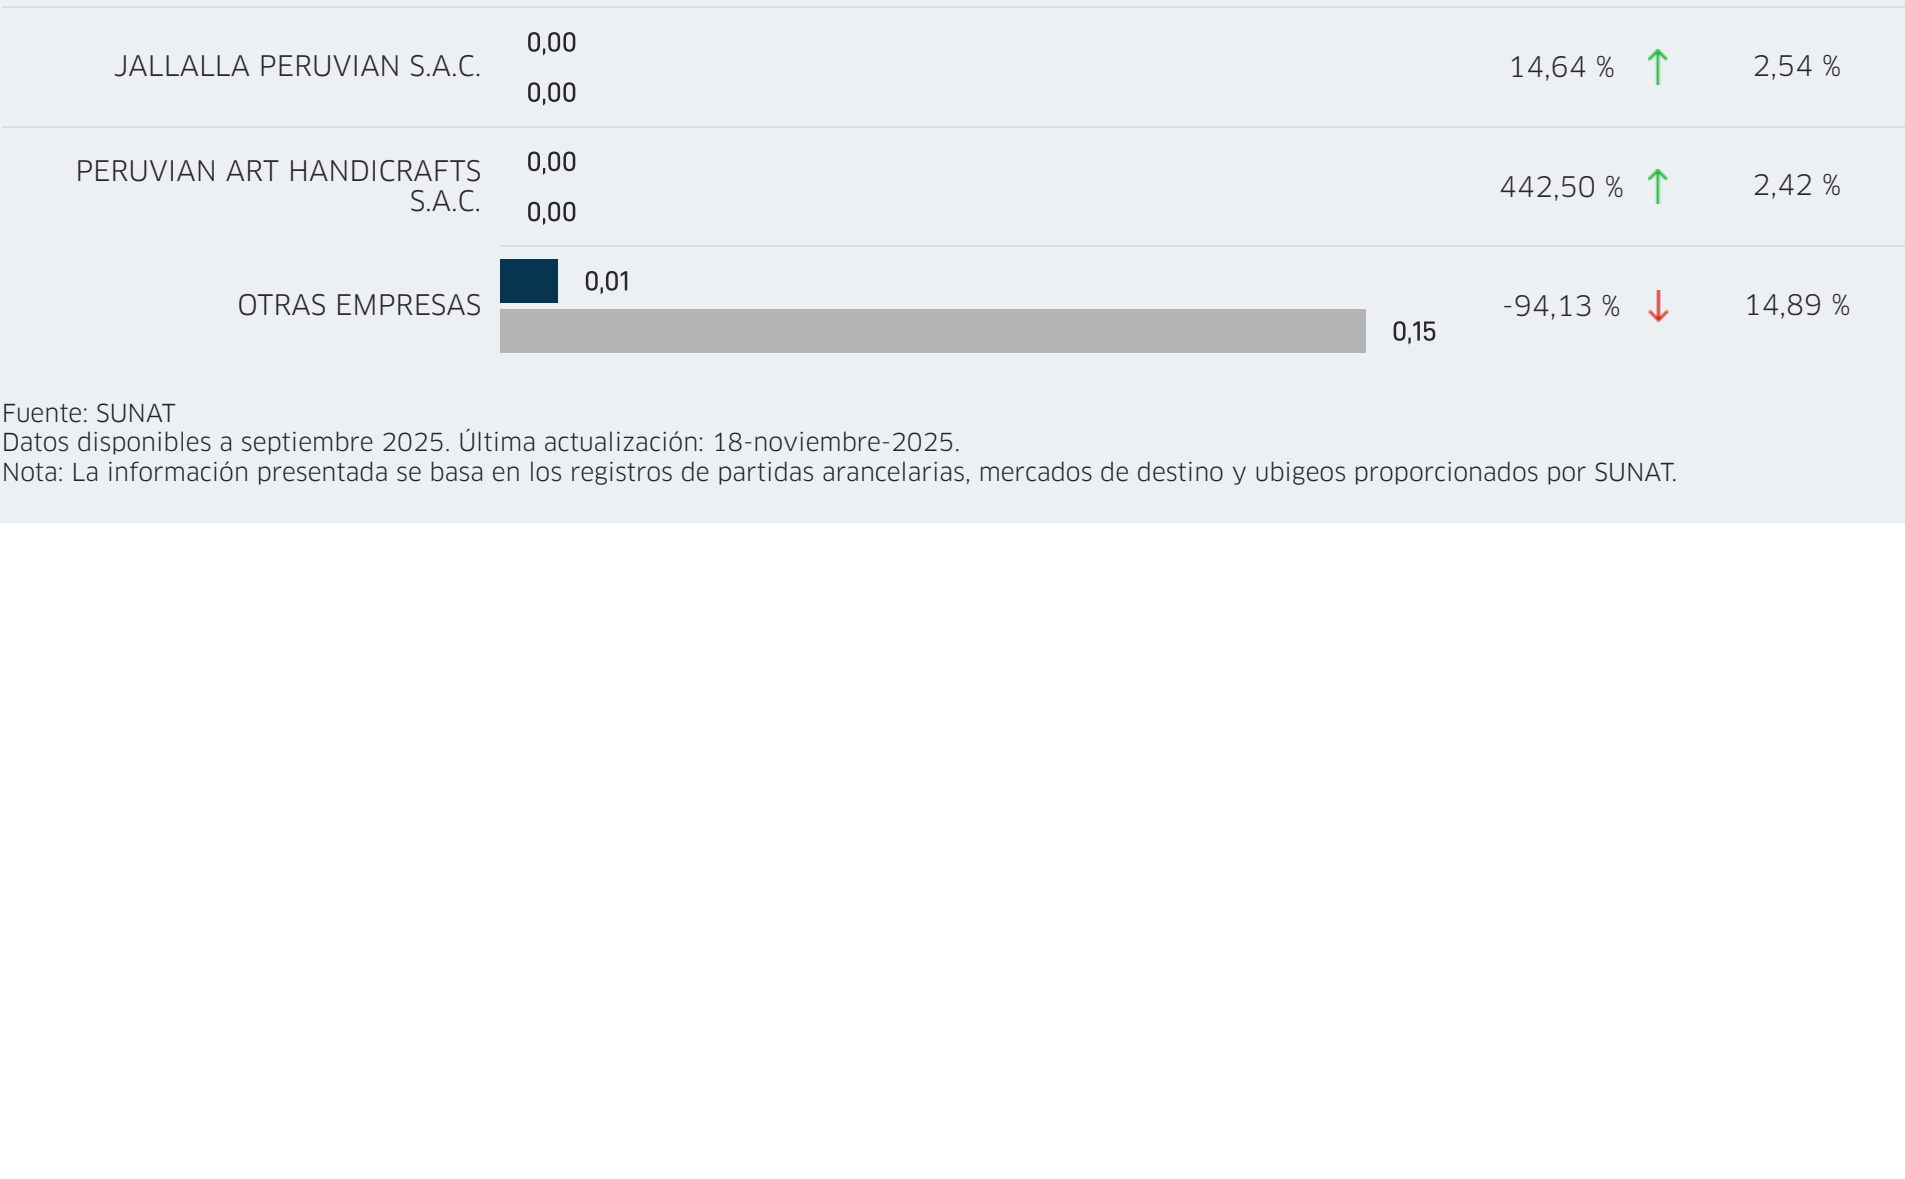 JALLALLA PERUVIAN S.A.C.
0,00
0,00
14,64 %
2,54 %
PERUVIAN ART HANDICRAFTS
S.A.C.
0,00
0,00
442,50 %
2,42 %
OTRAS EMPRESAS
0,01
0,15
-94,13 %
14,89 %
Fuente: SUNAT
Datos disponibles a septiembre 2025. Última actualización: 18-noviembre-2025.
Nota: La información presentada se basa en los registros de partidas arancelarias, mercados de destino y ubigeos proporcionados por SUNAT.